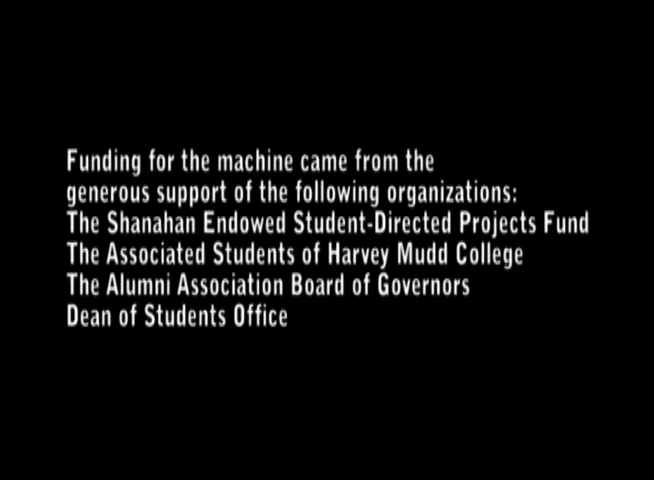 Funding for the machine came from the
generous support of the following organizations:
The Shanahan Endowed Student-Directed Projects Fund
The Associated Students of Harvey Mudd College
The Alumni Association Board of Governors
Dean of Students Office